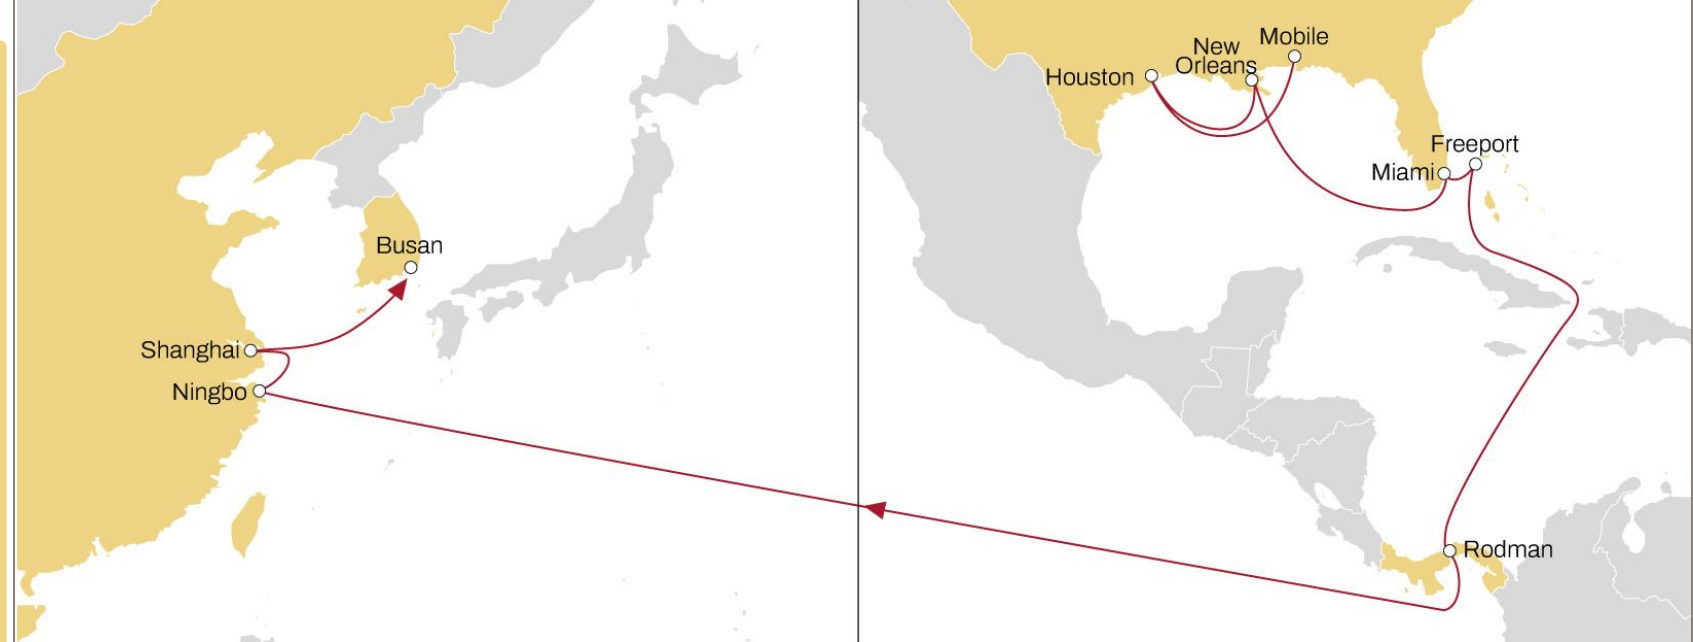 Busan
Shanghai
Ningbo
Mobile
New
Orleans
Houston
Freeport
Miami
Rodman